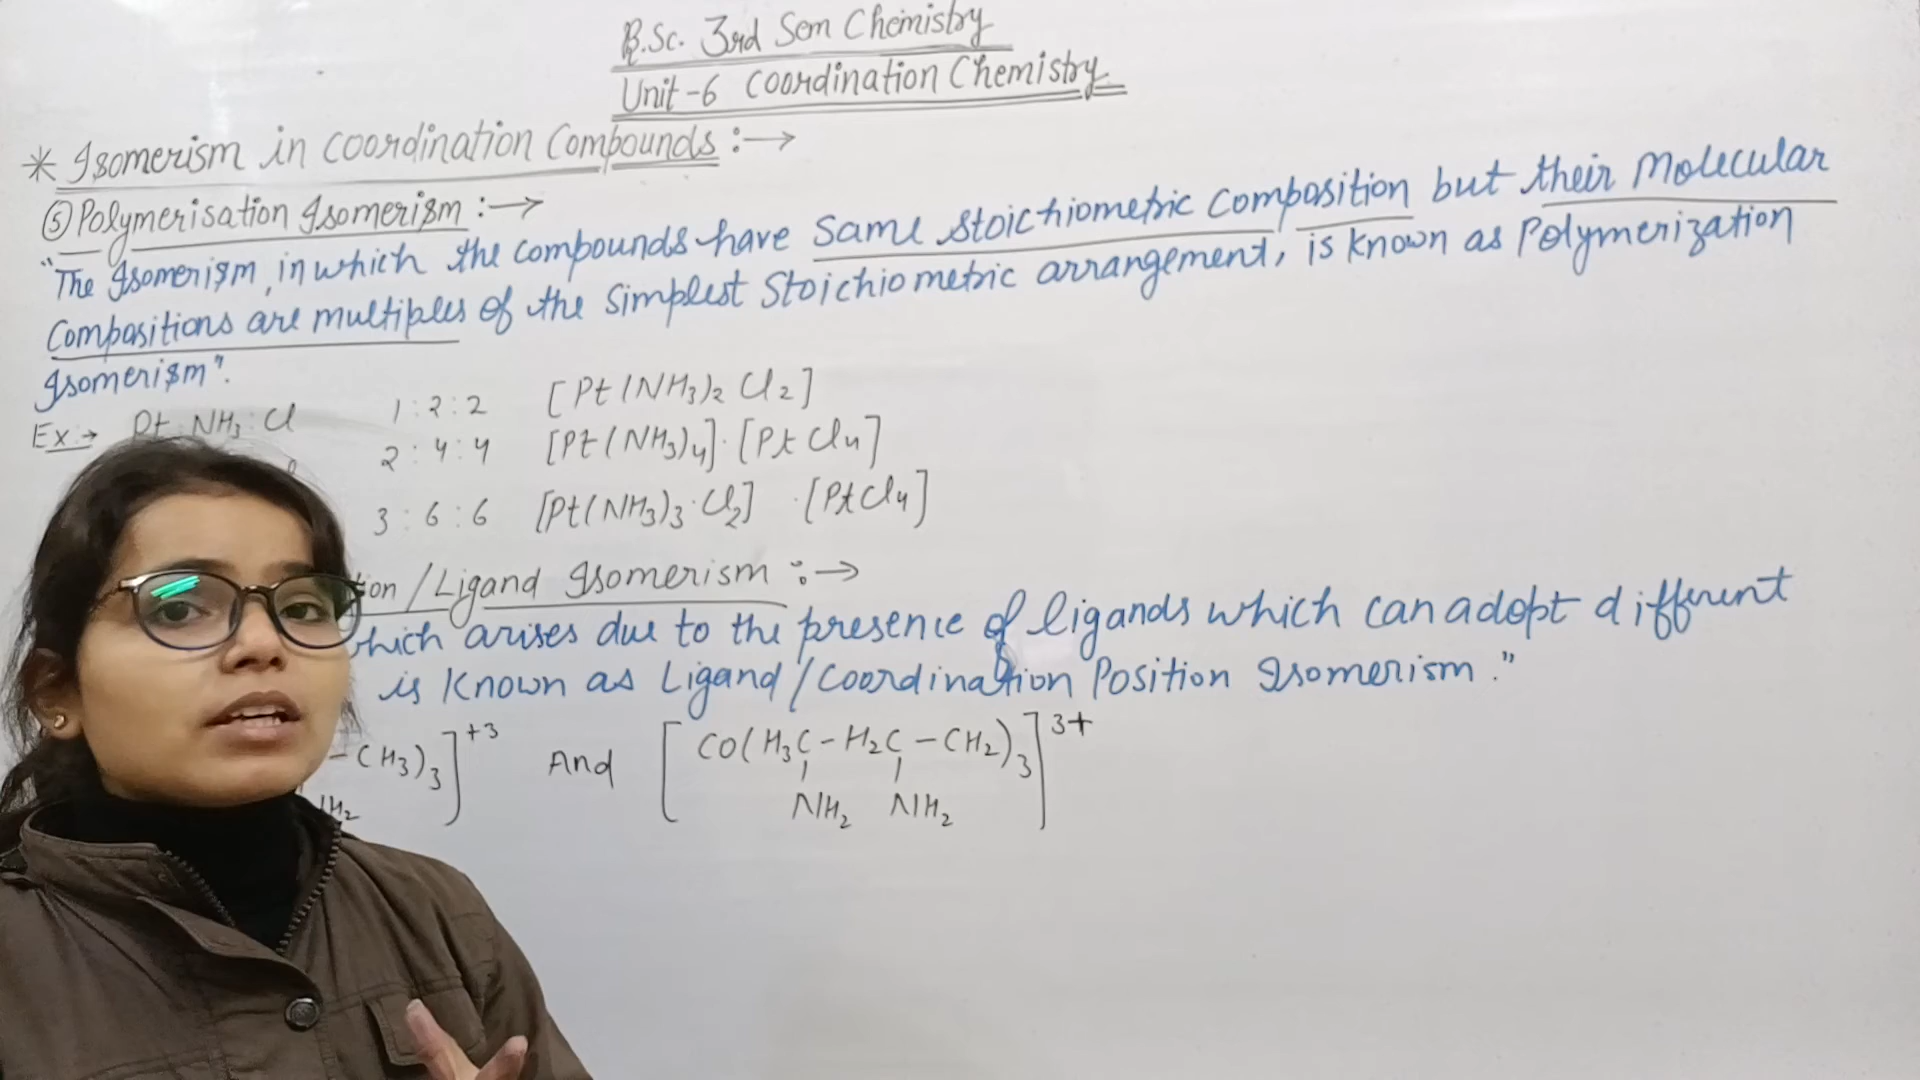 B.Sc. 3rd Sem Chemistry
Unit-6 Coordination Chemistry
* Isomerism in Coordination Compounds :→
⑤ Polymerisation Isomerism :→
"The Isomerism, in which the compounds have same stoichiometric composition but their Molecular
Compositions are multiples of the simplest stoichiometric arrangement, is known as Polymerization
Isomerism".
Ex:→ Pt : NH₃ : Cl 1 : 2 : 2 [Pt(NH₃)₂ Cl₂]
2 : 4 : 4 [Pt(NH₃)₄]·[PtCl₄]
3 : 6 : 6 [Pt(NH₃)₃·Cl₂] ·[PtCl₄]
tion / Ligand Isomerism :→
which arises due to the presence of ligands which can adopt different
is known as Ligand / Coordination Position Isomerism."
-CH₃)₃]⁺³ And [CO(H₃C - H₂C - CH₂)₃]³⁺
NH₂ NH₂ NH₂